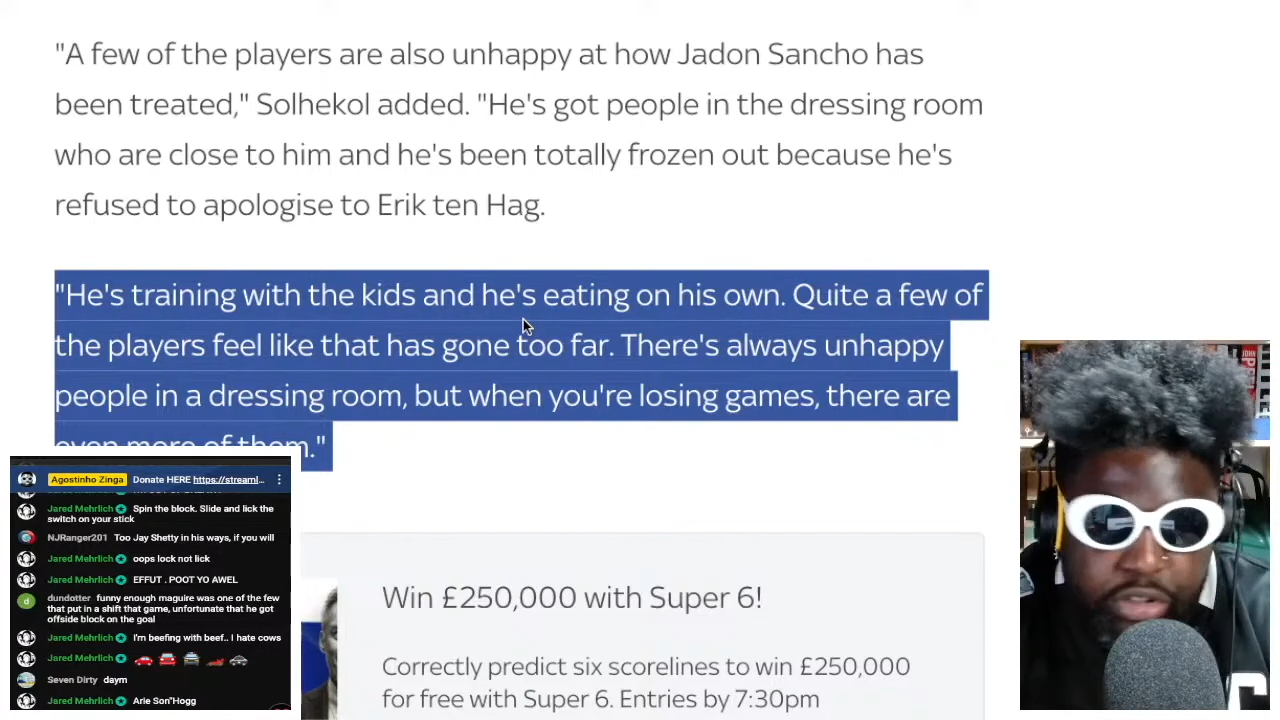 "A few of the players are also unhappy at how Jadon Sancho has
been treated," Solhekol added. "He's got people in the dressing room
who are close to him and he's been totally frozen out because he's
refused to apologise to Erik ten Hag.
"He's training with the kids and he's eating on his own. Quite a few of
the players feel like that has gone too far. There's always unhappy
people in a dressing room, but when you're losing games, there are
even more of them."
Agostinho Zinga Donate HERE https://streaml...
Jared Mehrlich Spin the block. Slide and lick the
switch on your stick
NJRanger201 Too Jay Shetty in his ways, if you will
Jared Mehrlich oops lock not lick
Jared Mehrlich EFFUT . POOT YO AWEL
d dundotter funny enough maguire was one of the few
that put in a shift that game, unfortunate that he got
offside block on the goal
Jared Mehrlich I'm beefing with beef.. I hate cows
Jared Mehrlich
Seven Dirty daym
Jared Mehrlich Arie Son"Hogg
Win £250,000 with Super 6!
Correctly predict six scorelines to win £250,000
for free with Super 6. Entries by 7:30pm